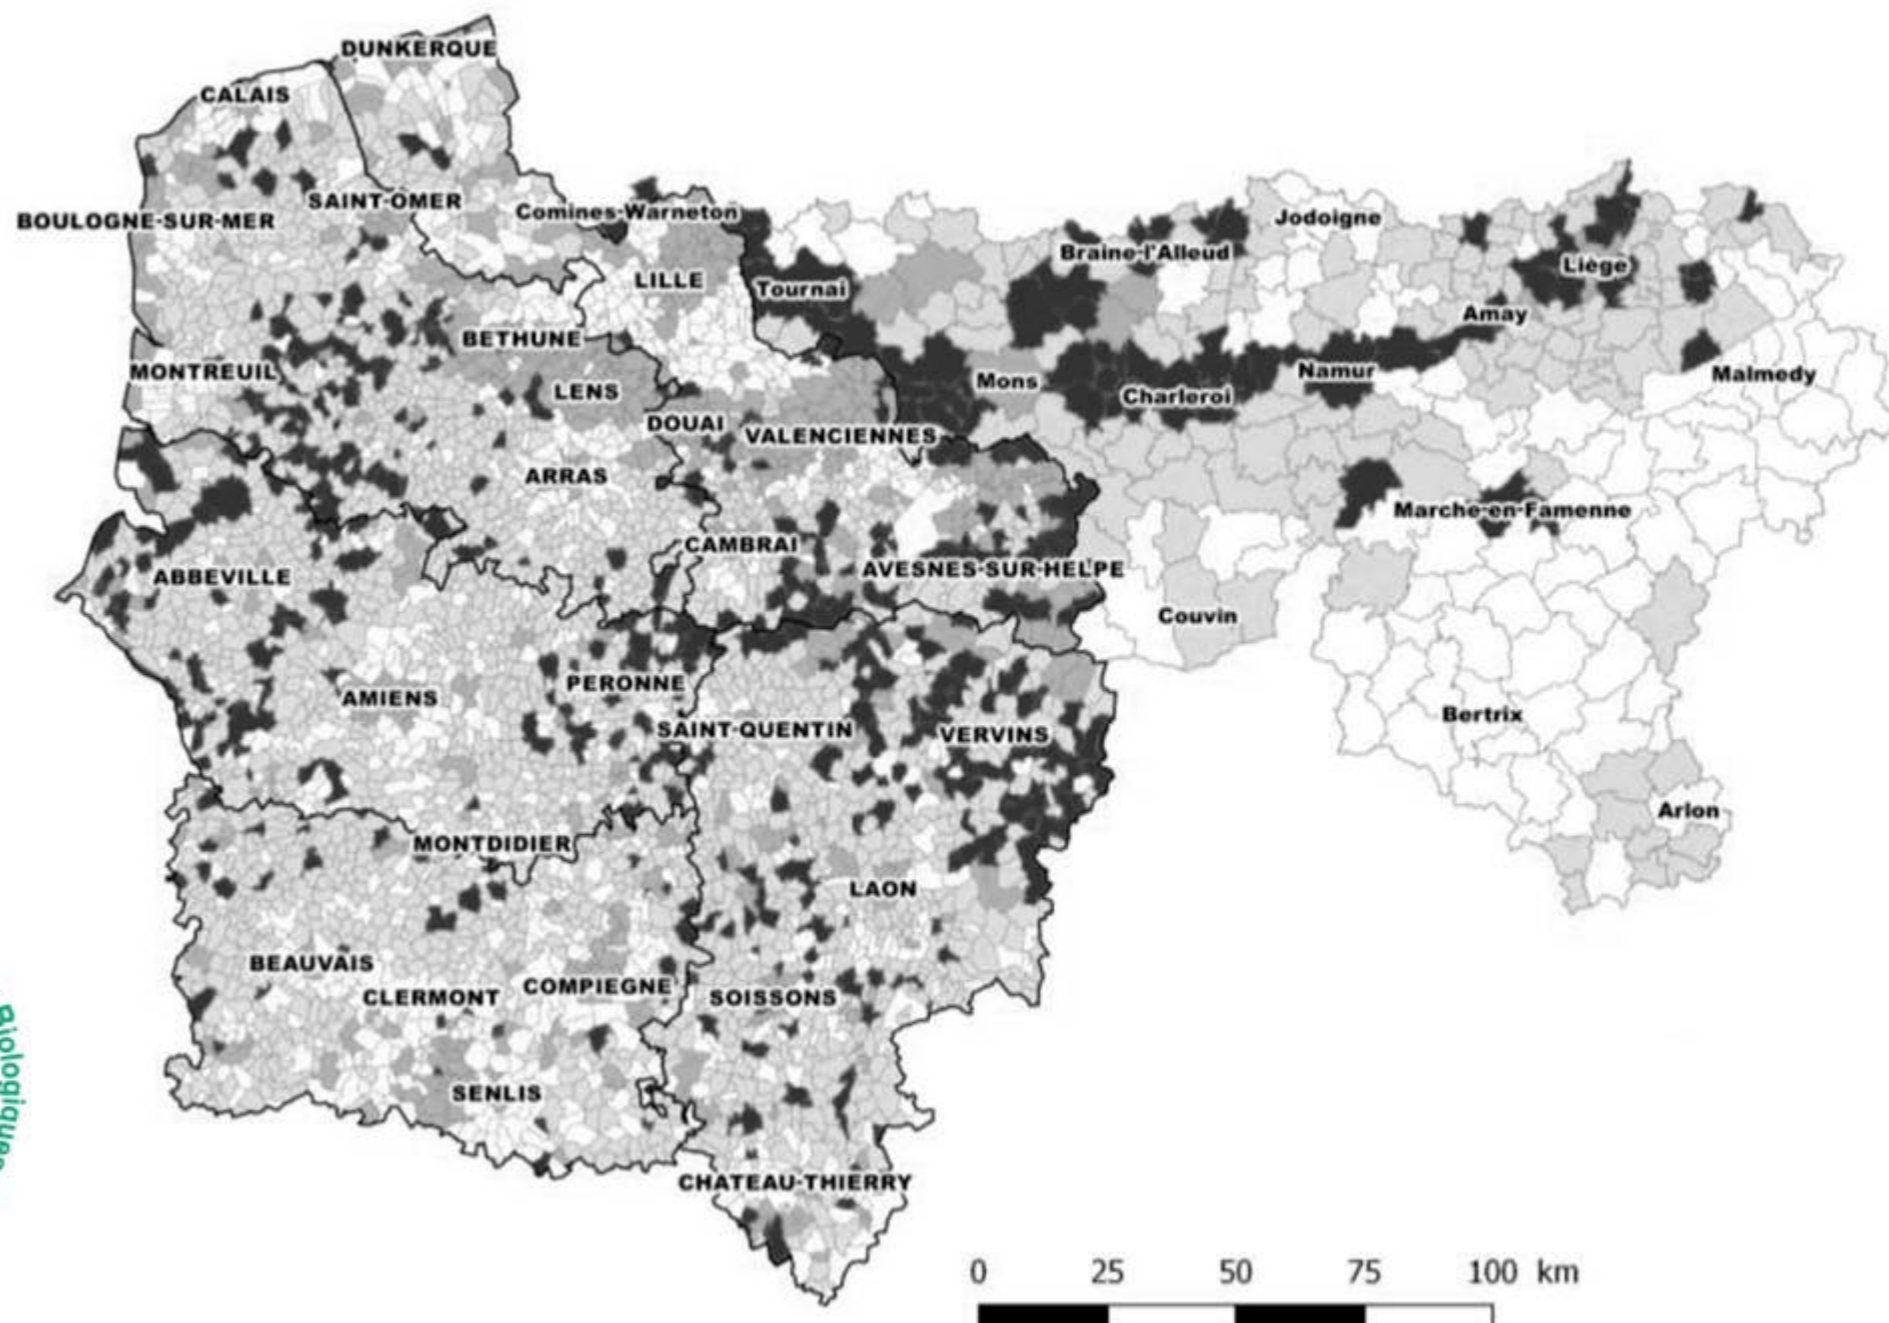 DUNKERQUE
CALAIS
SAINT-OMER
BOULOGNE-SUR-MER
Comines-Warneton
Jodoigne
Braine-l'Alleud
Liège
LILLE
Tournai
Amay
BETHUNE
MONTREUIL
Namur
Malmedy
Mons
LENS
Charleroi
DOUAI
VALENCIENNES
ARRAS
Marche-en-Famenne
CAMBRAI
AVESNES-SUR-HELPE
ABBEVILLE
Couvin
PERONNE
AMIENS
Bertrix
SAINT-QUENTIN
VERVINS
Arlon
MONTDIDIER
LAON
BEAUVAIS
COMPIEGNE
CLERMONT
SOISSONS
SENLIS
CHATEAU-THIERRY
Biologiques
0 25 50 75 100 km